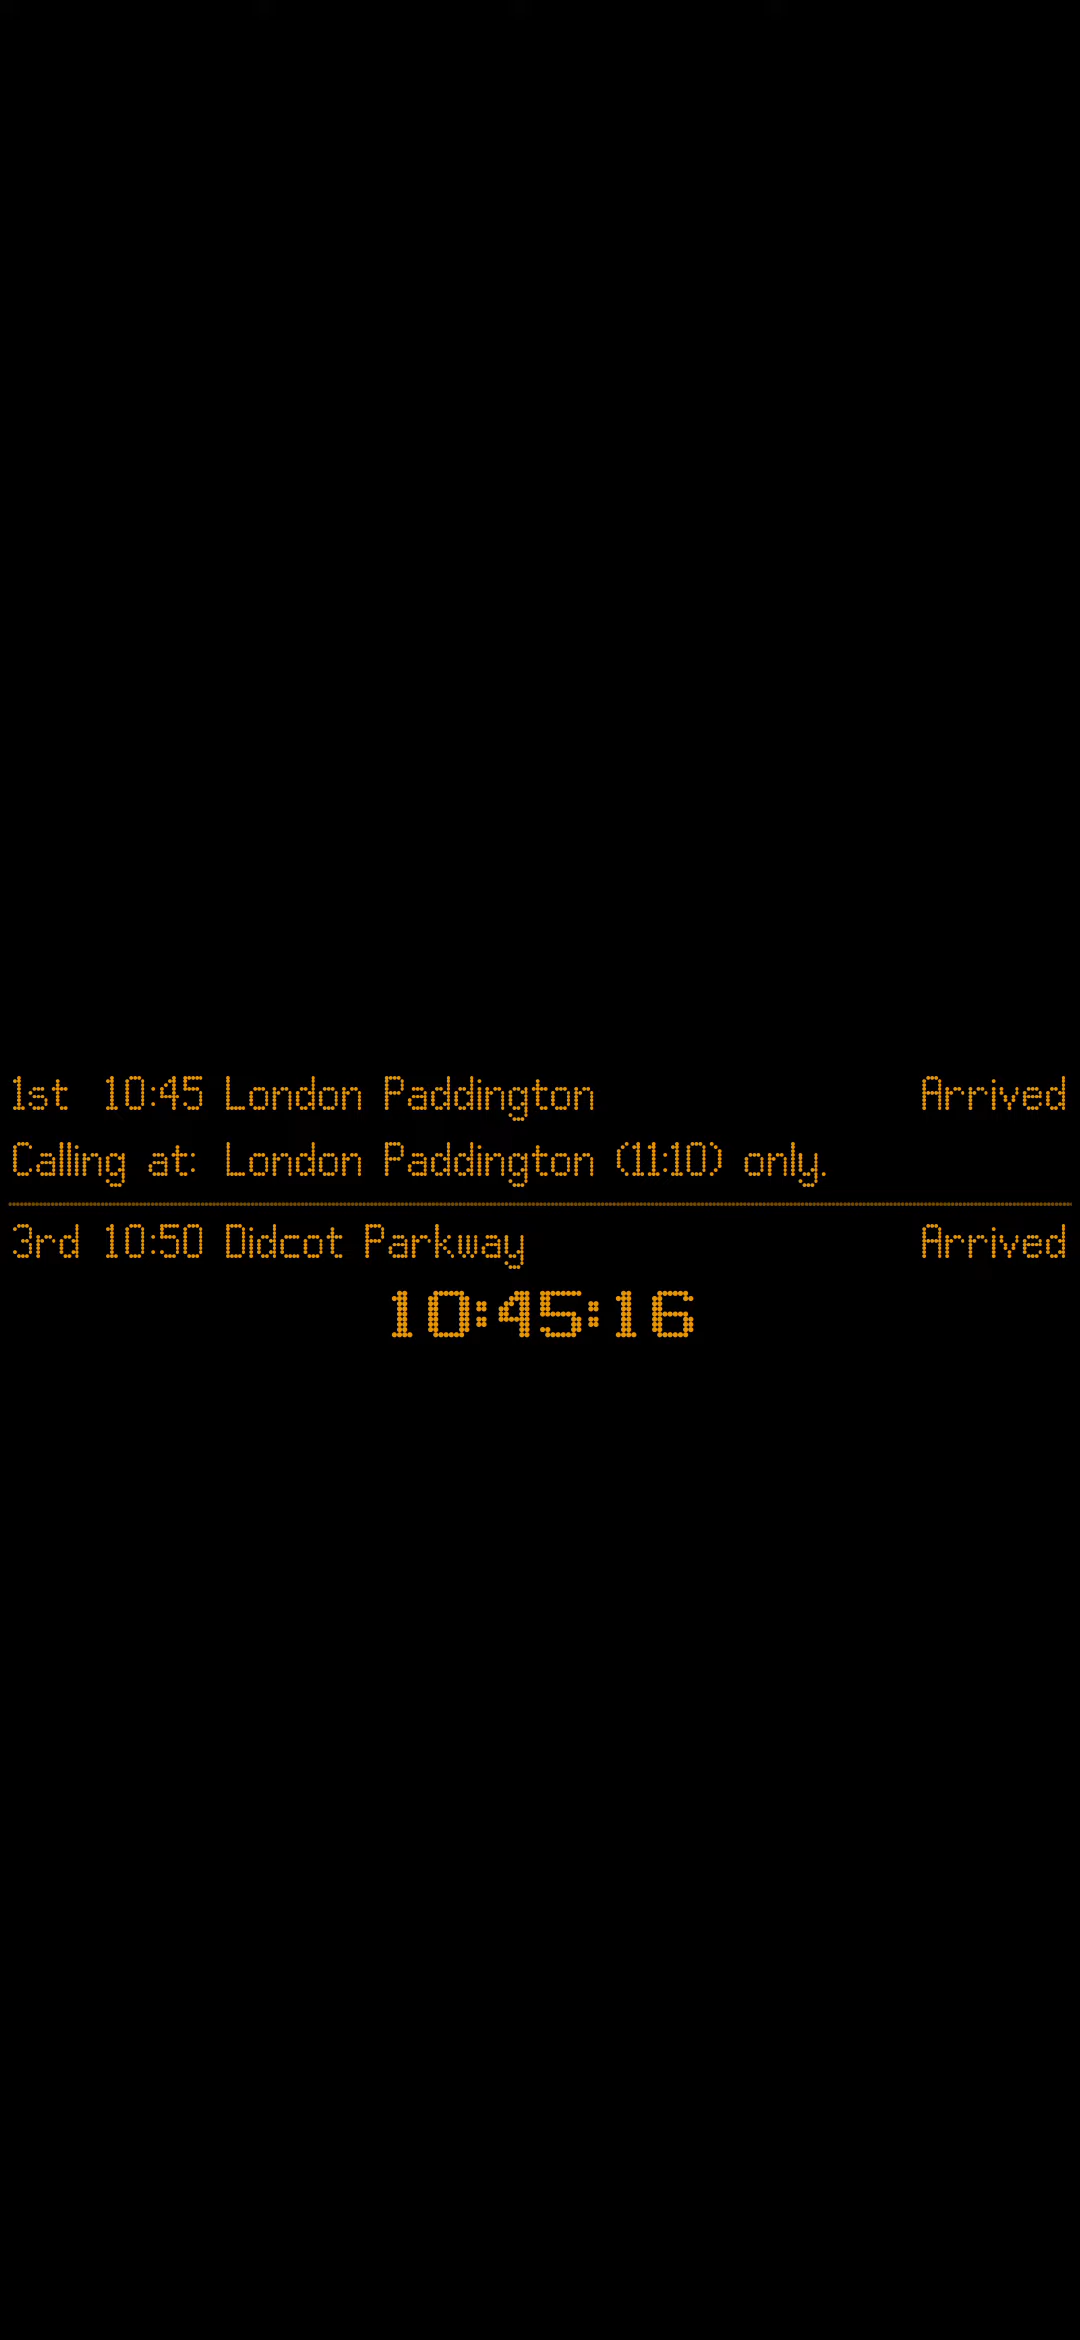 1st 10:45 London Paddington Arrived
Calling at: London Paddington (11:10) only.
3rd 10:50 Didcot Parkway Arrived
10:45:16